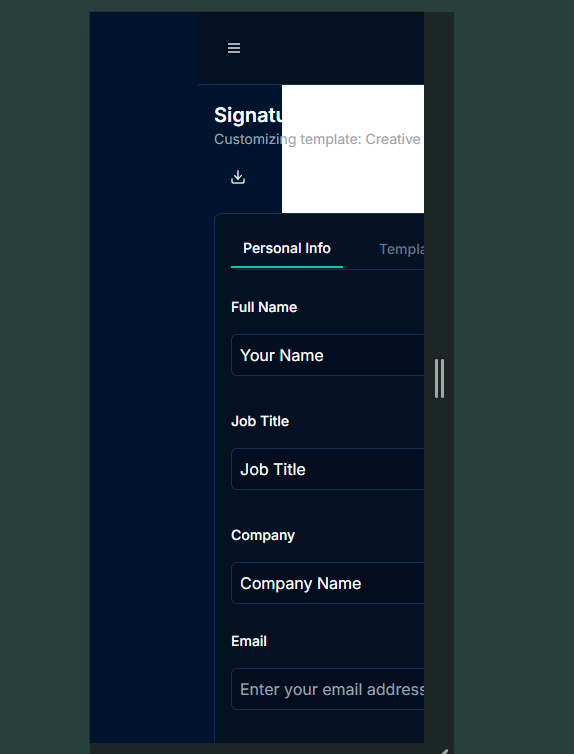 Signatu
Customizing template: Creative
Personal Info
Templa
Full Name
Your Name
Job Title
Job Title
Company
Company Name
Email
Enter your email address